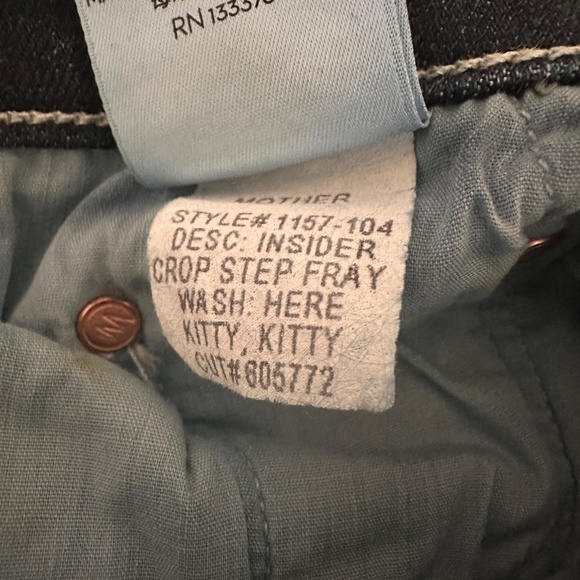 RN 13337
MOTHER
STYLE# 1157-104
DESC: INSIDER
CROP STEP FRAY
WASH: HERE
KITTY, KITTY
CUT# 605772
M